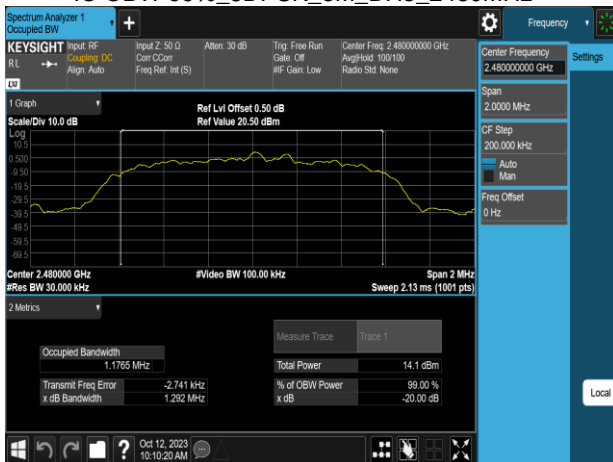 Spectrum Analyzer 1
Occupied BW
Frequency
KEYSIGHT Input: RF
RL
Coupling: DC
Align: Auto
Input Z: 50 Ω
Corr CCorr
Freq Ref: Int (S)
Atten: 30 dB
Trig: Free Run
Gate: Off
#IF Gain: Low
Center Freq: 2.480000000 GHz
Avg|Hold: 100/100
Radio Std: None
LXI
1 Graph
Scale/Div 10.0 dB
Ref Lvl Offset 0.50 dB
Ref Value 20.50 dBm
Log
10.5
0.500
-9.50
-19.5
-29.5
-39.5
-49.5
-59.5
-69.5
Center 2.480000 GHz
#Res BW 30.000 kHz
#Video BW 100.00 kHz
Span 2 MHz
Sweep 2.13 ms (1001 pts)
2 Metrics
Measure Trace
Trace 1
Occupied Bandwidth
1.1765 MHz
Total Power
14.1 dBm
Transmit Freq Error
-2.741 kHz
% of OBW Power
99.00 %
x dB Bandwidth
1.292 MHz
x dB
-20.00 dB
Center Frequency
2.480000000 GHz
Settings
Span
2.0000 MHz
CF Step
200.000 kHz
Auto
Man
Freq Offset
0 Hz
Local
Oct 12, 2023
10:10:20 AM